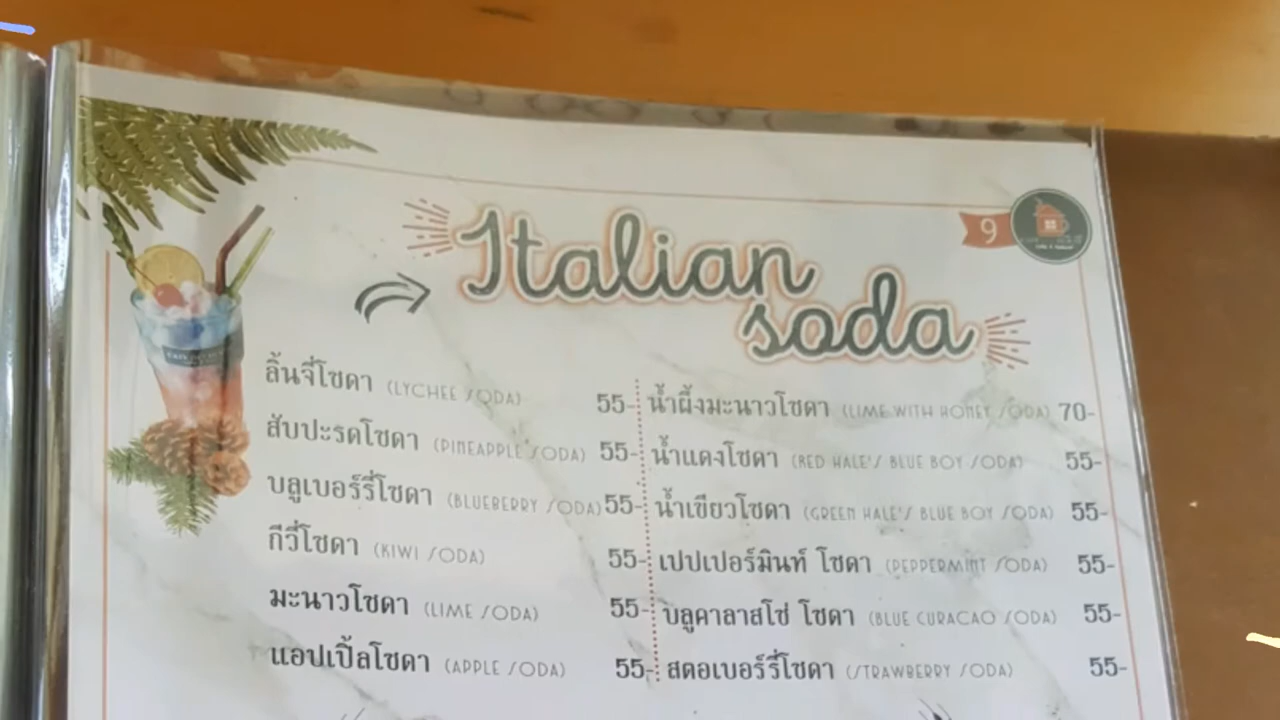 Italian
soda
9
ลิ้นจี่โซดา (LYCHEE SODA) 55-
สับปะรดโซดา (PINEAPPLE SODA) 55-
บลูเบอร์รี่โซดา (BLUEBERRY SODA) 55-
กีวี่โซดา (KIWI SODA) 55-
มะนาวโซดา (LIME SODA) 55-
แอปเปิ้ลโซดา (APPLE SODA) 55-
น้ำผึ้งมะนาวโซดา (LIME WITH HONEY SODA) 70-
น้ำแดงโซดา (RED HALE'S BLUE BOY SODA) 55-
น้ำเขียวโซดา (GREEN HALE'S BLUE BOY SODA) 55-
เปปเปอร์มินท์ โซดา (PEPPERMINT SODA) 55-
บลูคาลาสโซ่ โซดา (BLUE CURACAO SODA) 55-
สตอเบอร์รี่โซดา (STRAWBERRY SODA) 55-